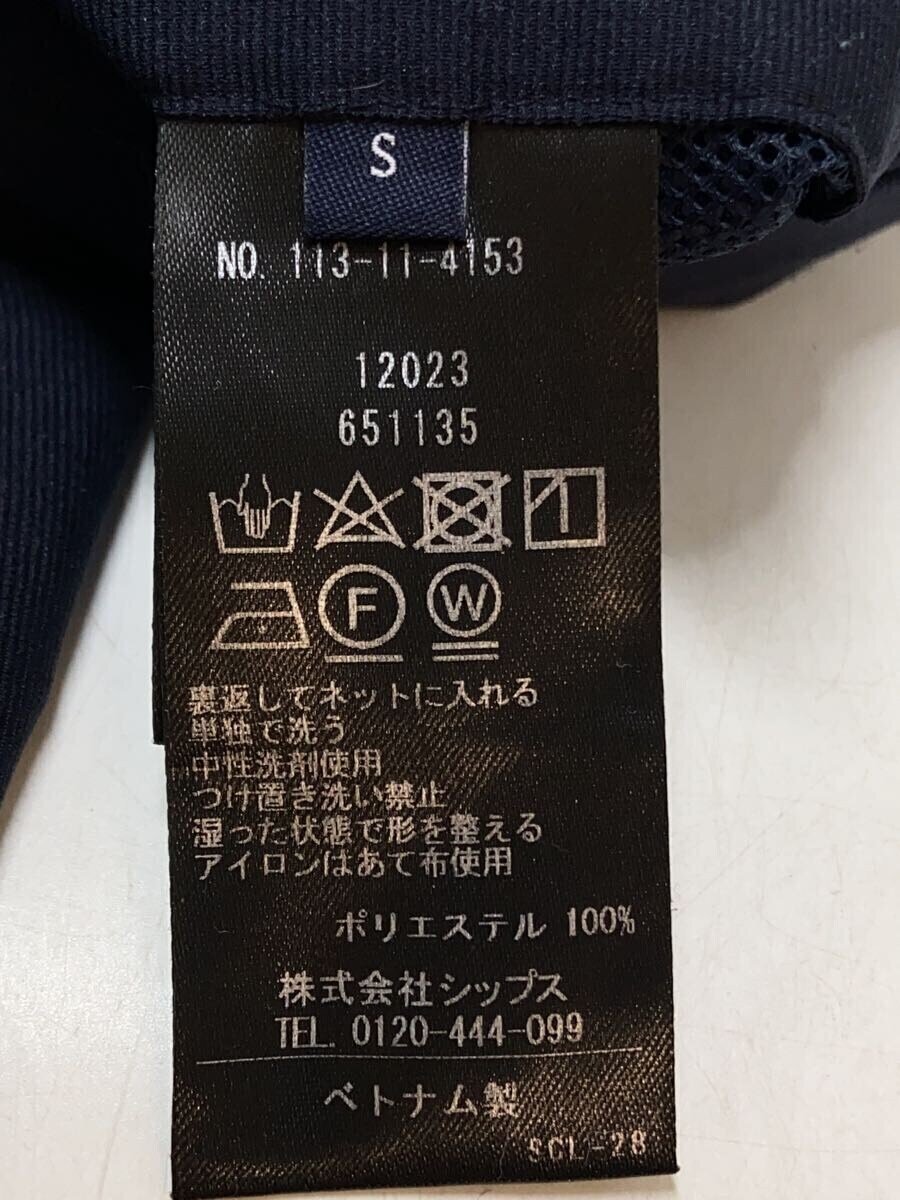 S
NO. 113-11-4153
12023
651135
F W
裏返してネットに入れる
単独で洗う
中性洗剤使用
つけ置き洗い禁止
湿った状態で形を整える
アイロンはあて布使用
ポリエステル 100%
株式会社シップス
TEL. 0120-444-099
ベトナム製
SCL-28